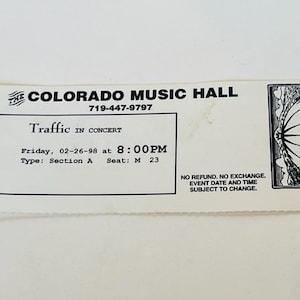 THE COLORADO MUSIC HALL
719-447-9797
Traffic IN CONCERT
Friday, 02-26-98 at 8:00PM
Type: Section A Seat: M 23
NO REFUND. NO EXCHANGE.
EVENT DATE AND TIME
SUBJECT TO CHANGE.